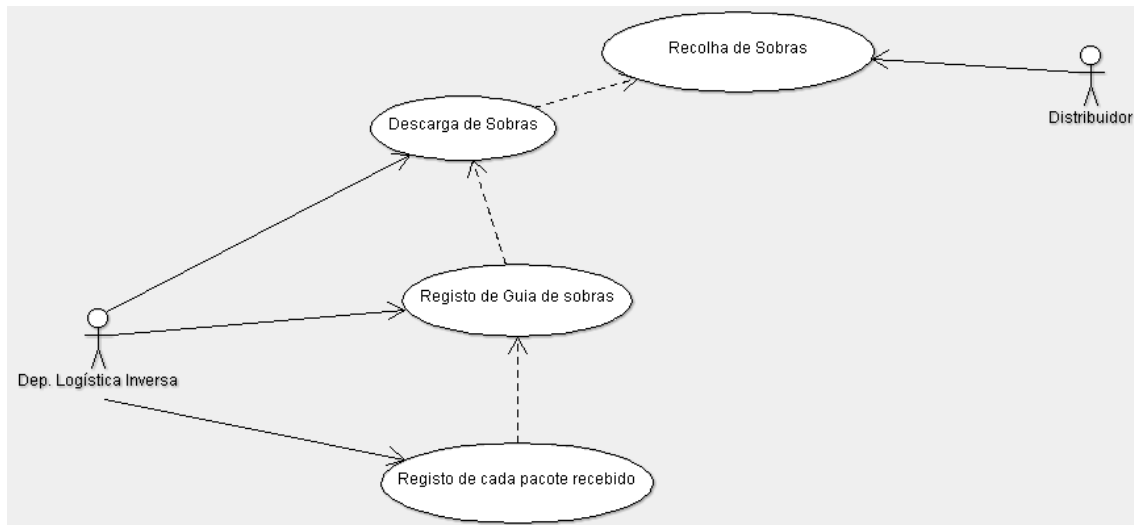 Recolha de Sobras
Distribuidor
Descarga de Sobras
Registo de Guia de sobras
Dep. Logística Inversa
Registo de cada pacote recebido